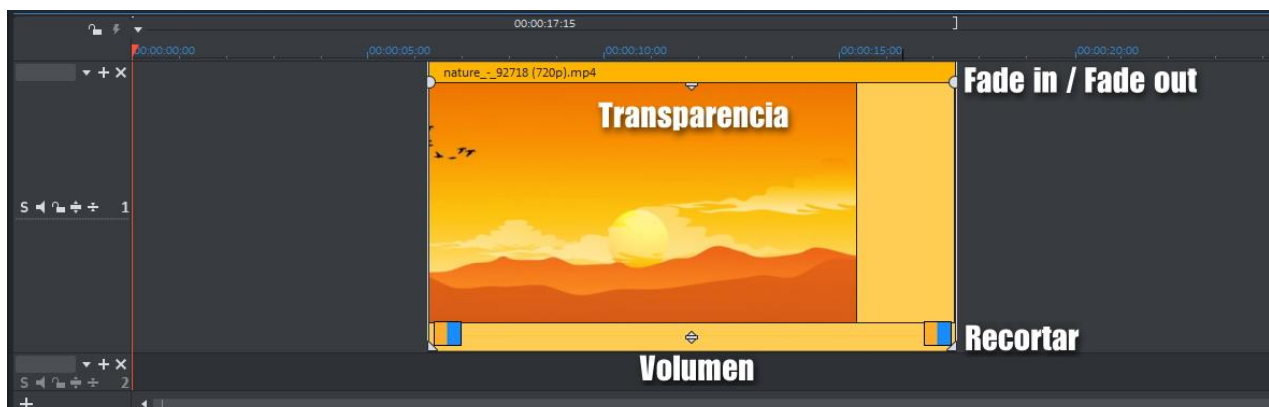 00:00:17:15
00:00:00:00 00:00:05:00 00:00:10:00 00:00:15:00 00:00:20:00
nature_-_92718 (720p).mp4
Fade in / Fade out
Transparencia
S 1
Recortar
Volumen
S 2